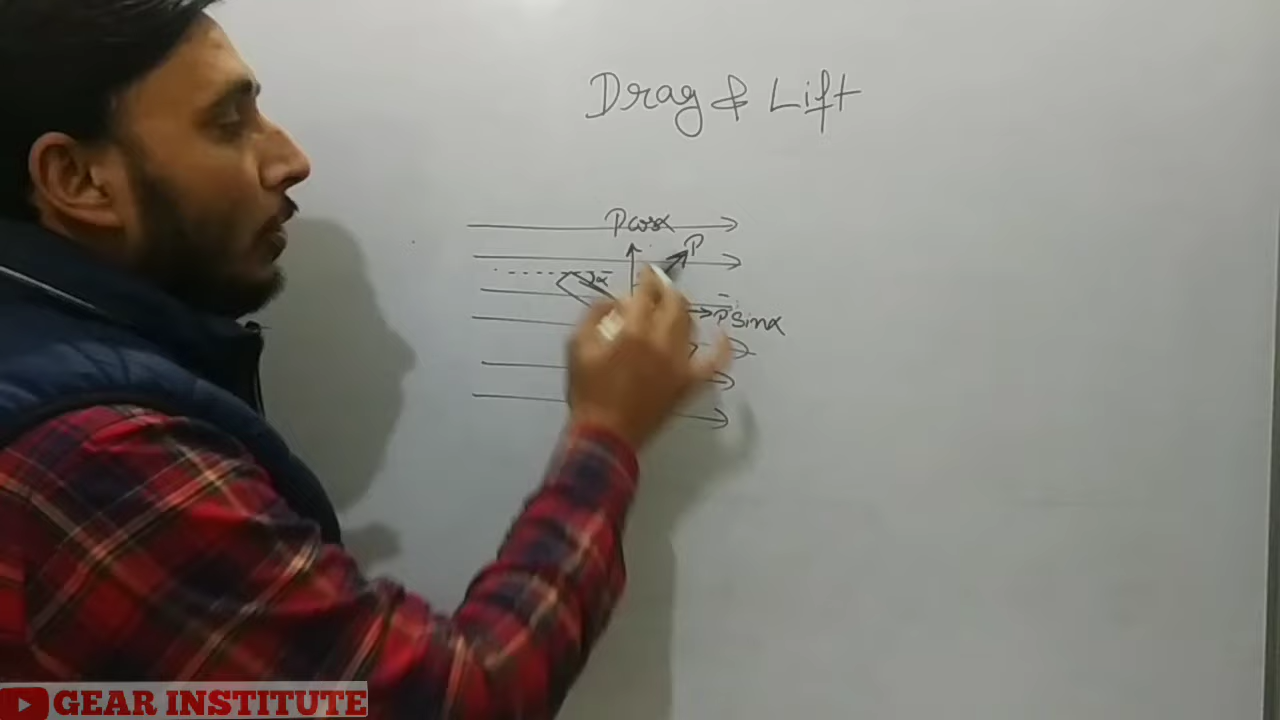 Drag & Lift
Pcosα
P
α
Psinα
GEAR INSTITUTE